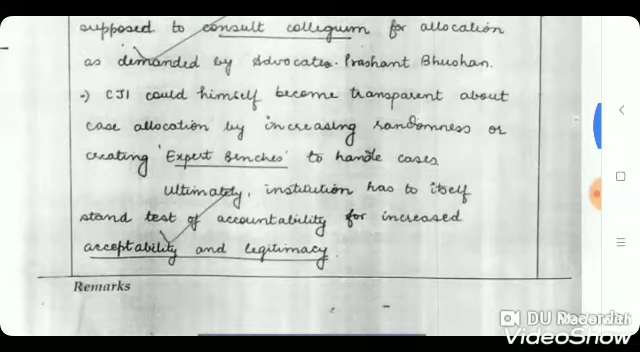 supposed to consult collegium for allocation
as demanded by Advocate. Prashant Bhushan.
→) CJI could himself become transparent about
case allocation by increasing randomness or
creating 'Expert Benches' to handle cases.
Ultimately, institution has to itself
stand test of accountability for increased
acceptability and legitimacy.
Remarks
DU Recorder
Made with
VideoShow